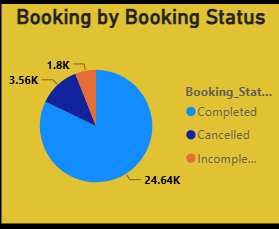 Booking by Booking Status
1.8K
3.56K
Booking_Stat...
Completed
Cancelled
Incomple...
24.64K